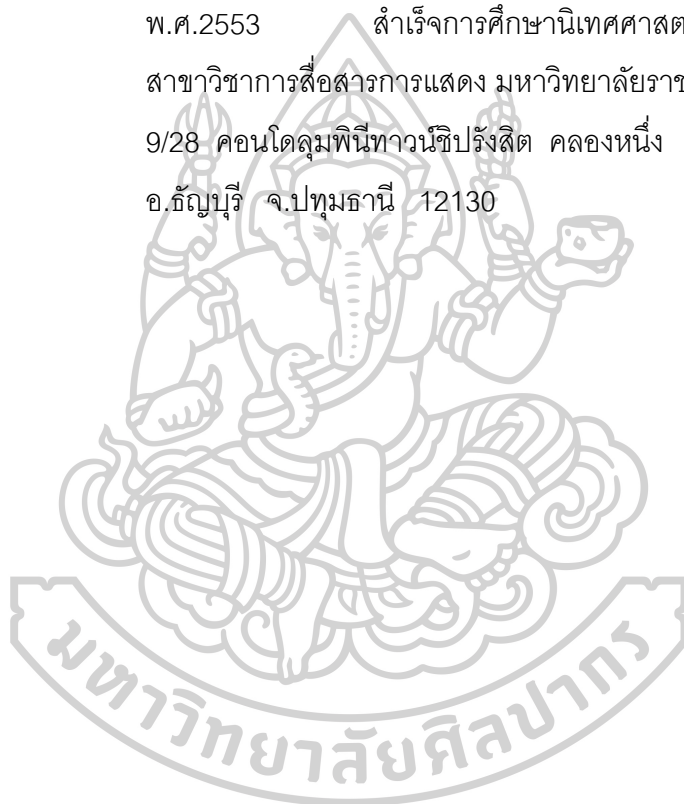 พ.ศ.2553 สำเร็จการศึกษานิเทศศาสต
สาขาวิชาการสื่อสารการแสดง มหาวิทยาลัยราช
9/28 คอนโดลุมพินีทาวน์ชิปรังสิต คลองหนึ่ง
อ.ธัญบุรี จ.ปทุมธานี 12130
มหาวิทยาลัยศิลปากร